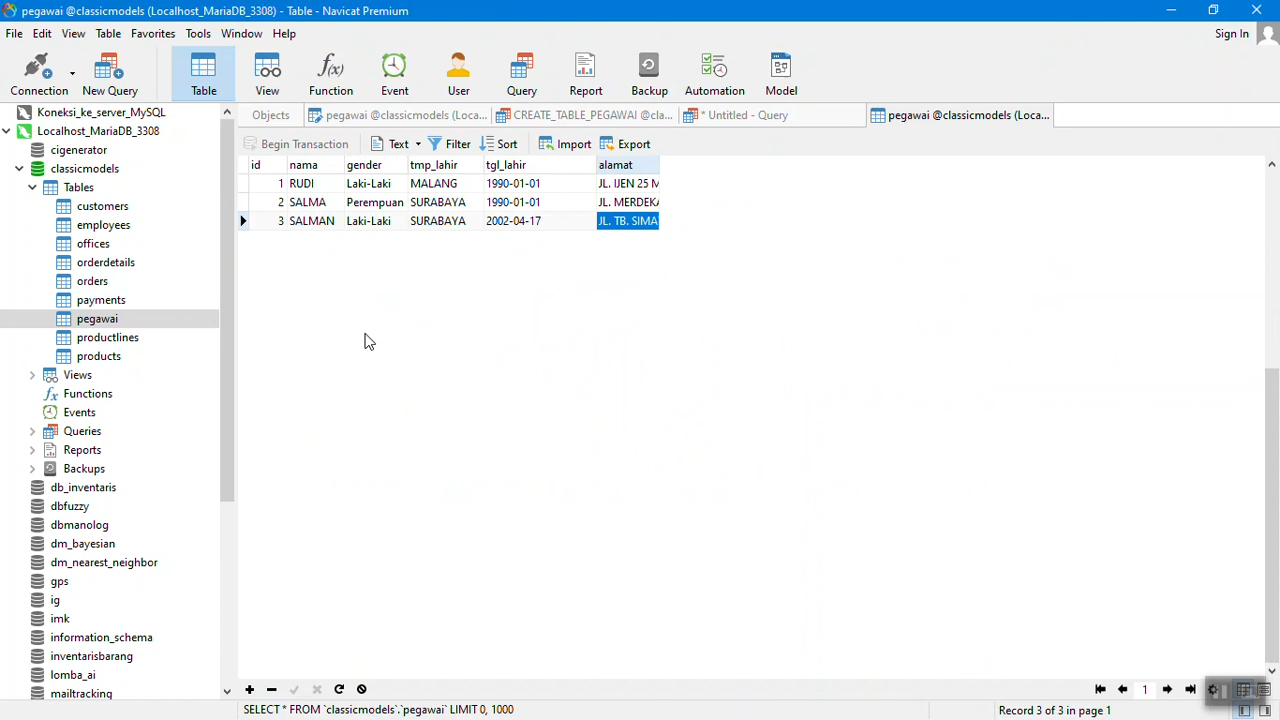 pegawai @classicmodels (Localhost_MariaDB_3308) - Table - Navicat Premium
File Edit View Table Favorites Tools Window Help Sign In
Connection New Query Table View Function Event User Query Report Backup Automation Model
Objects pegawai @classicmodels (Loca... CREATE_TABLE_PEGAWAI @cla... * Untitled - Query pegawai @classicmodels (Loca...
Begin Transaction Text Filter Sort Import Export
id nama gender tmp_lahir tgl_lahir alamat
1 RUDI Laki-Laki MALANG 1990-01-01 JL. IJEN 25 M
2 SALMA Perempuan SURABAYA 1990-01-01 JL. MERDEKA
3 SALMAN Laki-Laki SURABAYA 2002-04-17 JL. TB. SIMA
Koneksi_ke_server_MySQL
Localhost_MariaDB_3308
cigenerator
classicmodels
Tables
customers
employees
offices
orderdetails
orders
payments
pegawai
productlines
products
Views
Functions
Events
Queries
Reports
Backups
db_inventaris
dbfuzzy
dbmanolog
dm_bayesian
dm_nearest_neighbor
gps
ig
imk
information_schema
inventarisbarang
lomba_ai
mailtracking
1
SELECT * FROM `classicmodels`.`pegawai` LIMIT 0, 1000 Record 3 of 3 in page 1